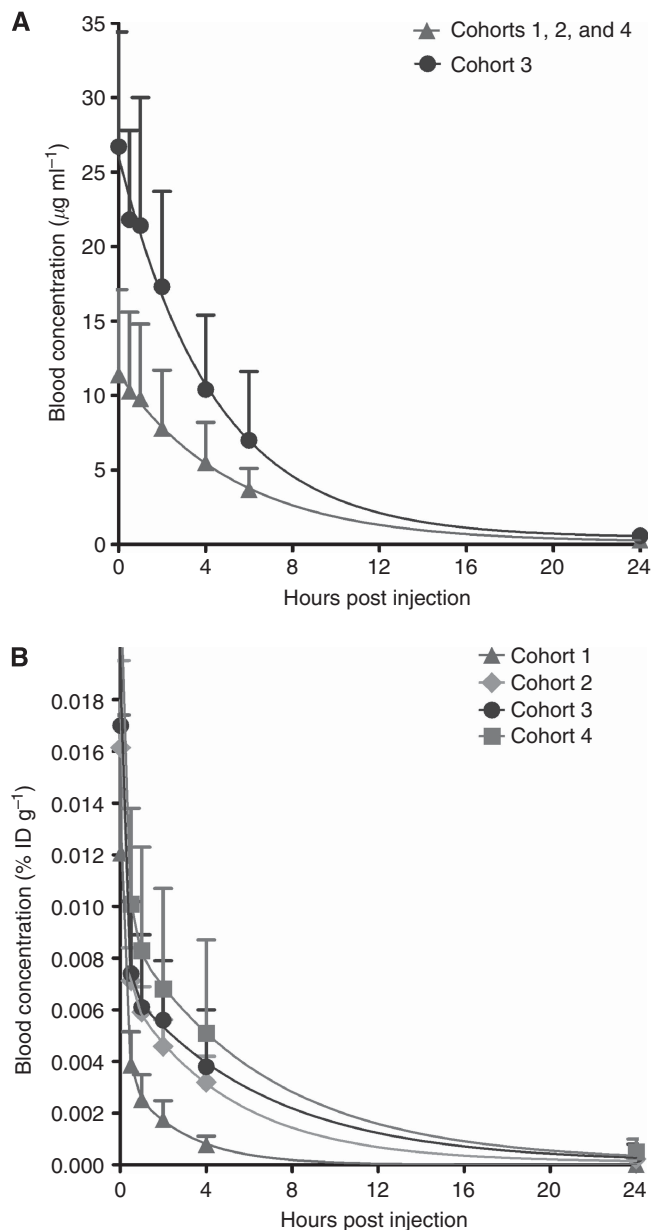 A
35
30
25
20
15
10
5
0
Blood concentration (µg ml⁻¹)
Cohorts 1, 2, and 4
Cohort 3
0 4 8 12 16 20 24
Hours post injection
B
0.018
0.016
0.014
0.012
0.010
0.008
0.006
0.004
0.002
0.000
Blood concentration (% ID g⁻¹)
Cohort 1
Cohort 2
Cohort 3
Cohort 4
0 4 8 12 16 20 24
Hours post injection